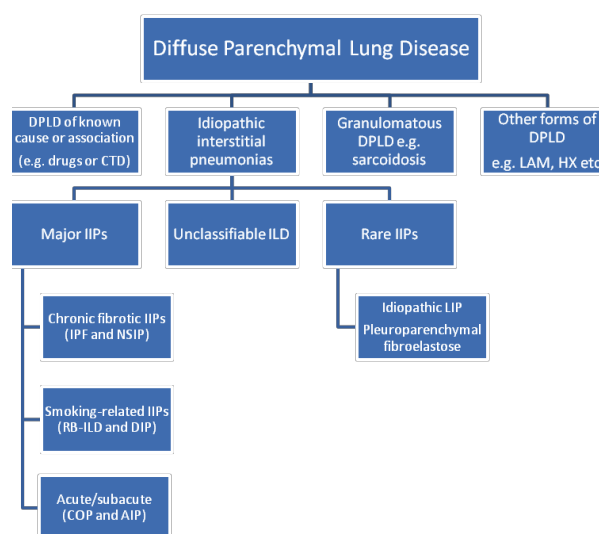 Diffuse Parenchymal Lung Disease
DPLD of known
cause or association
(e.g. drugs or CTD)
Idiopathic
interstitial
pneumonias
Granulomatous
DPLD e.g.
sarcoidosis
Other forms of
DPLD
e.g. LAM, HX etc
Major IIPs
Unclassifiable ILD
Rare IIPs
Chronic fibrotic IIPs
(IPF and NSIP)
Idiopathic LIP
Pleuroparenchymal
fibroelastose
Smoking-related IIPs
(RB-ILD and DIP)
Acute/subacute
(COP and AIP)